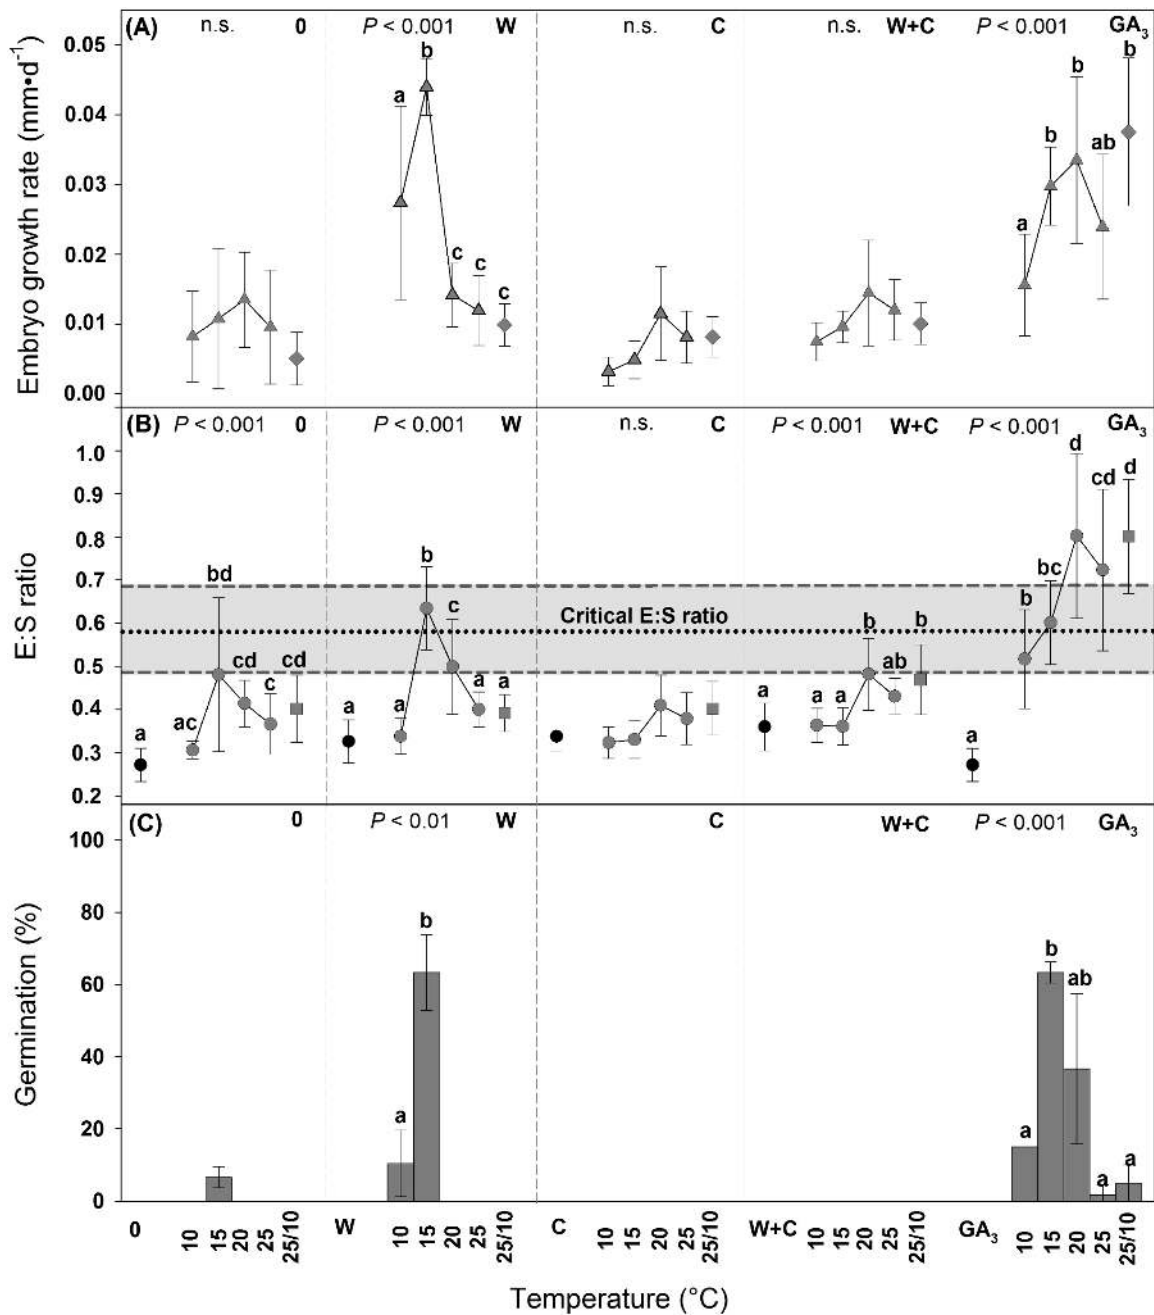 (A) n.s. 0 P < 0.001 W n.s. C n.s. W+C P < 0.001 GA₃
Embryo growth rate (mm•d⁻¹)
0.05
0.04
0.03
0.02
0.01
0.00
a b c c c
a b b ab b
(B) P < 0.001 0 P < 0.001 W n.s. C P < 0.001 W+C P < 0.001 GA₃
E:S ratio
1.0
0.9
0.8
0.7
0.6
0.5
0.4
0.3
0.2
Critical E:S ratio
a ac bd cd c cd
a a b c a a
a a a b ab b
a b bc d cd d
(C) 0 P < 0.01 W C W+C P < 0.001 GA₃
Germination (%)
100
80
60
40
20
0
a b
a b ab a a
0 10 15 20 25 25/10 W 10 15 20 25 25/10 C 10 15 20 25 25/10 W+C 10 15 20 25 25/10 GA₃ 10 15 20 25 25/10
Temperature (°C)